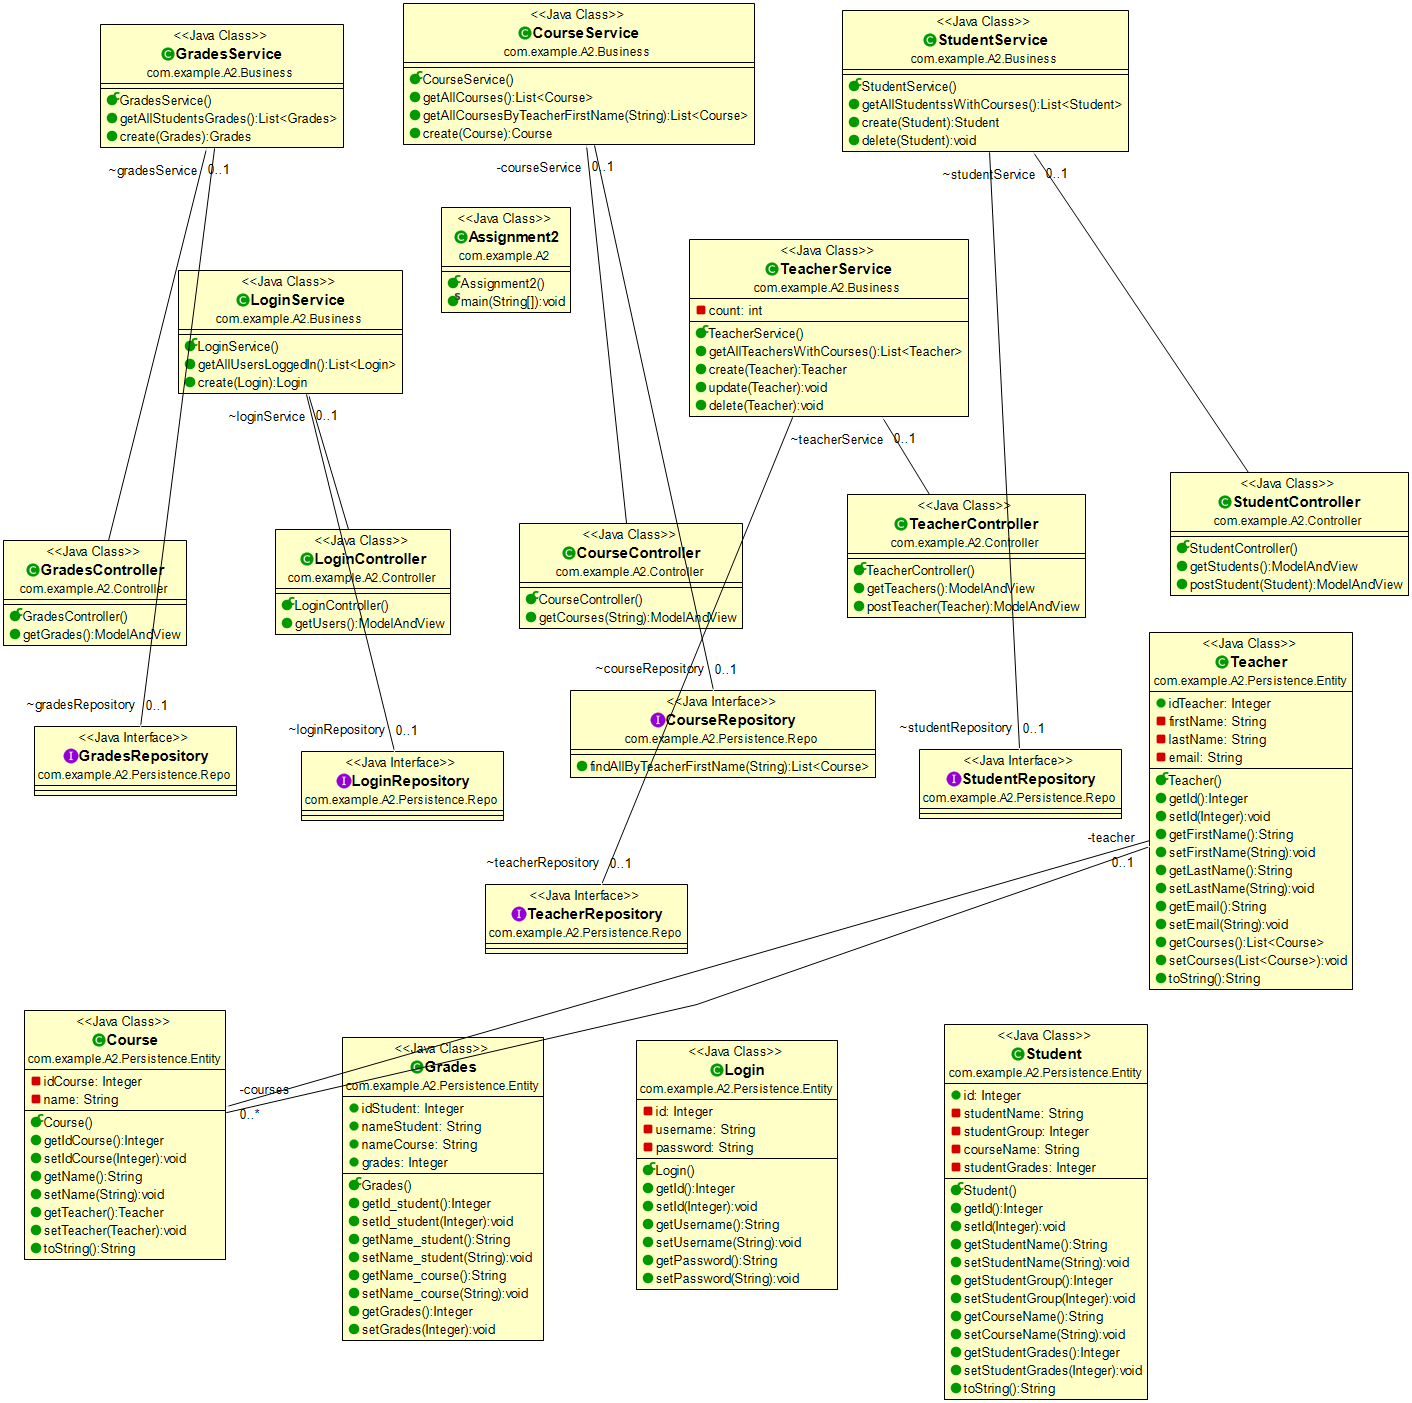 <<Java Class>>
GradesService
com.example.A2.Business
GradesService()
getAllStudentsGrades():List<Grades>
create(Grades):Grades
<<Java Class>>
CourseService
com.example.A2.Business
CourseService()
getAllCourses():List<Course>
getAllCoursesByTeacherFirstName(String):List<Course>
create(Course):Course
<<Java Class>>
StudentService
com.example.A2.Business
StudentService()
getAllStudentssWithCourses():List<Student>
create(Student):Student
delete(Student):void
~gradesService 0..1
-courseService 0..1
~studentService 0..1
<<Java Class>>
Assignment2
com.example.A2
Assignment2()
main(String[]):void
<<Java Class>>
LoginService
com.example.A2.Business
LoginService()
getAllUsersLoggedIn():List<Login>
create(Login):Login
~loginService 0..1
<<Java Class>>
TeacherService
com.example.A2.Business
count: int
TeacherService()
getAllTeachersWithCourses():List<Teacher>
create(Teacher):Teacher
update(Teacher):void
delete(Teacher):void
~teacherService 0..1
<<Java Class>>
GradesController
com.example.A2.Controller
GradesController()
getGrades():ModelAndView
<<Java Class>>
LoginController
com.example.A2.Controller
LoginController()
getUsers():ModelAndView
<<Java Class>>
CourseController
com.example.A2.Controller
CourseController()
getCourses(String):ModelAndView
<<Java Class>>
TeacherController
com.example.A2.Controller
TeacherController()
getTeachers():ModelAndView
postTeacher(Teacher):ModelAndView
<<Java Class>>
StudentController
com.example.A2.Controller
StudentController()
getStudents():ModelAndView
postStudent(Student):ModelAndView
~gradesRepository 0..1
<<Java Interface>>
GradesRepository
com.example.A2.Persistence.Repo
~loginRepository 0..1
<<Java Interface>>
LoginRepository
com.example.A2.Persistence.Repo
~courseRepository 0..1
<<Java Interface>>
CourseRepository
com.example.A2.Persistence.Repo
findAllByTeacherFirstName(String):List<Course>
~studentRepository 0..1
<<Java Interface>>
StudentRepository
com.example.A2.Persistence.Repo
~teacherRepository 0..1
<<Java Interface>>
TeacherRepository
com.example.A2.Persistence.Repo
<<Java Class>>
Teacher
com.example.A2.Persistence.Entity
idTeacher: Integer
firstName: String
lastName: String
email: String
Teacher()
getId():Integer
setId(Integer):void
getFirstName():String
setFirstName(String):void
getLastName():String
setLastName(String):void
getEmail():String
setEmail(String):void
getCourses():List<Course>
setCourses(List<Course>):void
toString():String
-teacher
0..1
<<Java Class>>
Course
com.example.A2.Persistence.Entity
idCourse: Integer
name: String
Course()
getIdCourse():Integer
setIdCourse(Integer):void
getName():String
setName(String):void
getTeacher():Teacher
setTeacher(Teacher):void
toString():String
-courses
0..*
<<Java Class>>
Grades
com.example.A2.Persistence.Entity
idStudent: Integer
nameStudent: String
nameCourse: String
grades: Integer
Grades()
getId_student():Integer
setId_student(Integer):void
getName_student():String
setName_student(String):void
getName_course():String
setName_course(String):void
getGrades():Integer
setGrades(Integer):void
<<Java Class>>
Login
com.example.A2.Persistence.Entity
id: Integer
username: String
password: String
Login()
getId():Integer
setId(Integer):void
getUsername():String
setUsername(String):void
getPassword():String
setPassword(String):void
<<Java Class>>
Student
com.example.A2.Persistence.Entity
id: Integer
studentName: String
studentGroup: Integer
courseName: String
studentGrades: Integer
Student()
getId():Integer
setId(Integer):void
getStudentName():String
setStudentName(String):void
getStudentGroup():Integer
setStudentGroup(Integer):void
getCourseName():String
setCourseName(String):void
getStudentGrades():Integer
setStudentGrades(Integer):void
toString():String